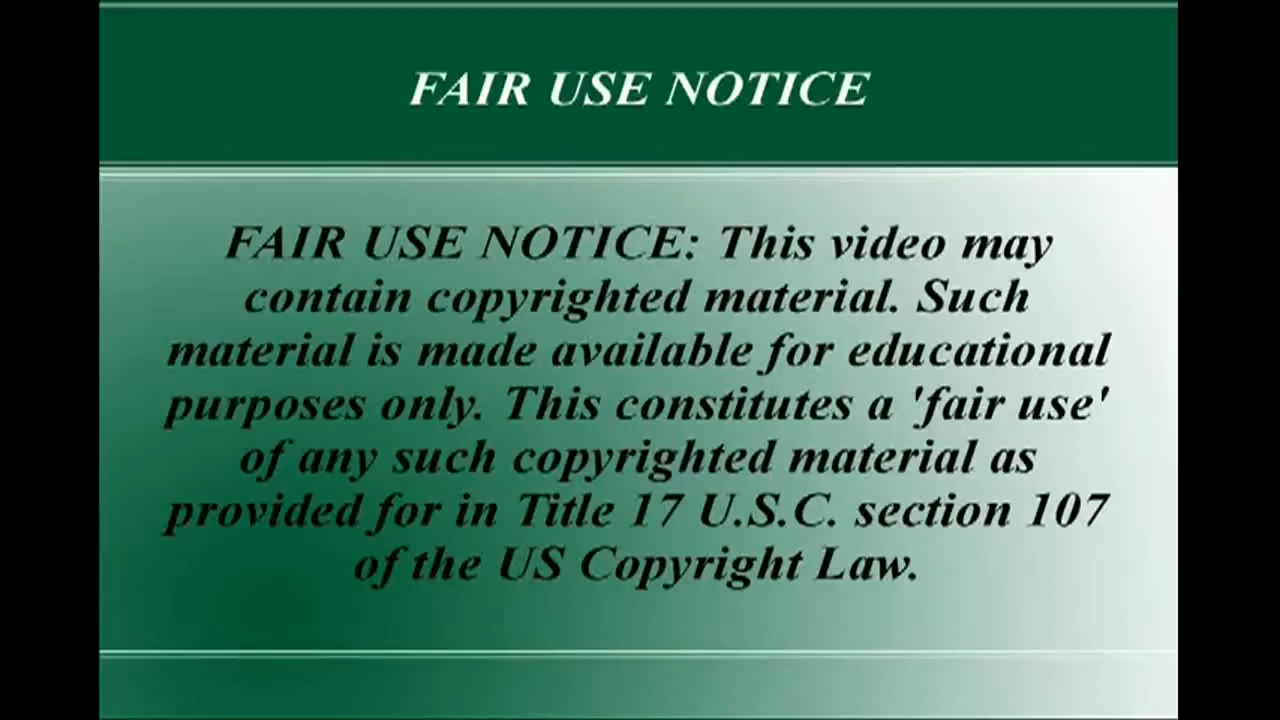 FAIR USE NOTICE
FAIR USE NOTICE: This video may
contain copyrighted material. Such
material is made available for educational
purposes only. This constitutes a 'fair use'
of any such copyrighted material as
provided for in Title 17 U.S.C. section 107
of the US Copyright Law.